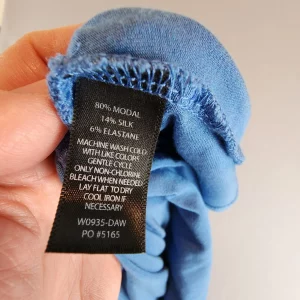 80% MODAL
14% SILK
6% ELASTANE
MACHINE WASH COLD
WITH LIKE COLORS
GENTLE CYCLE
ONLY NON-CHLORINE
BLEACH WHEN NEEDED
LAY FLAT TO DRY
COOL IRON IF
NECESSARY
W0935-DAW
PO #5165